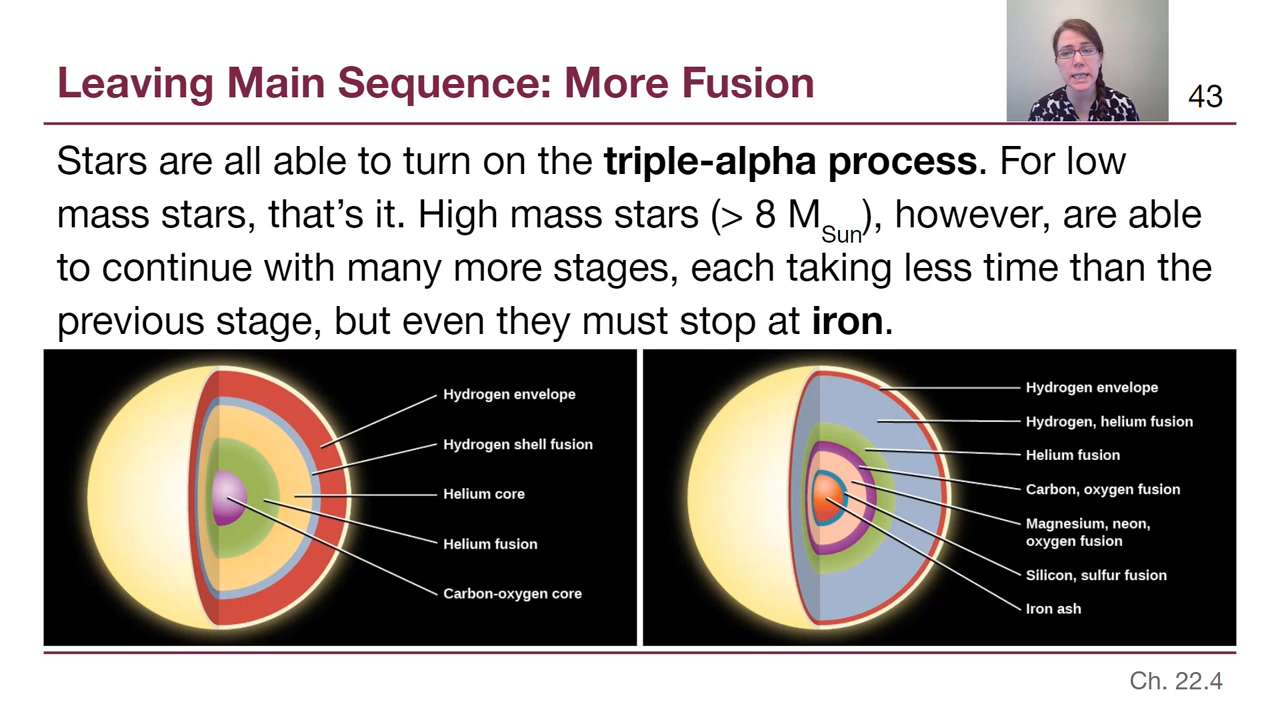 Leaving Main Sequence: More Fusion
43
Stars are all able to turn on the triple-alpha process. For low
mass stars, that’s it. High mass stars (> 8 MSun), however, are able
to continue with many more stages, each taking less time than the
previous stage, but even they must stop at iron.
Hydrogen envelope
Hydrogen shell fusion
Helium core
Helium fusion
Carbon-oxygen core
Hydrogen envelope
Hydrogen, helium fusion
Helium fusion
Carbon, oxygen fusion
Magnesium, neon,
oxygen fusion
Silicon, sulfur fusion
Iron ash
Ch. 22.4